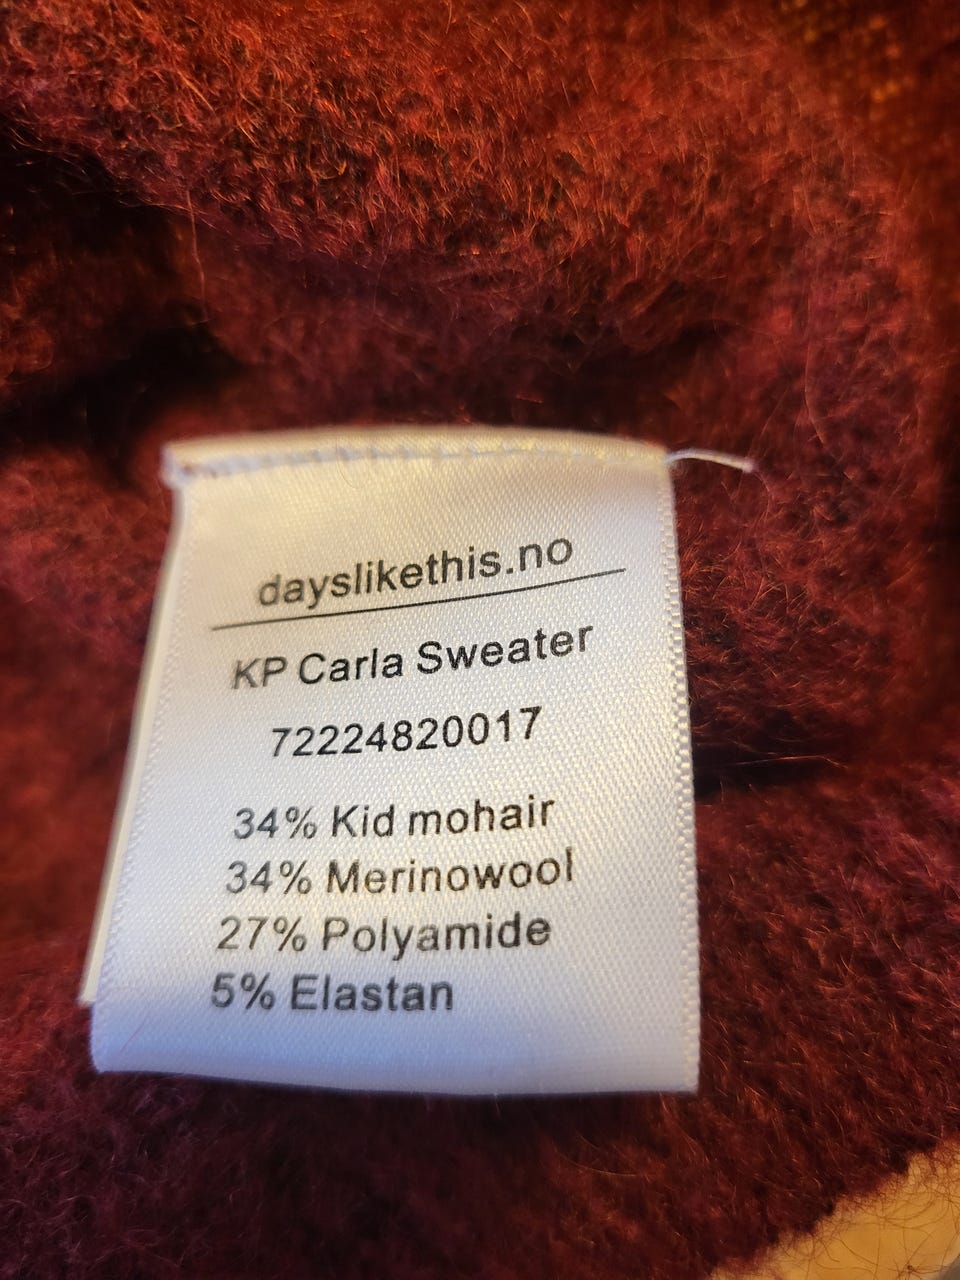 dayslikethis.no
KP Carla Sweater
72224820017
34% Kid mohair
34% Merinowool
27% Polyamide
5% Elastan